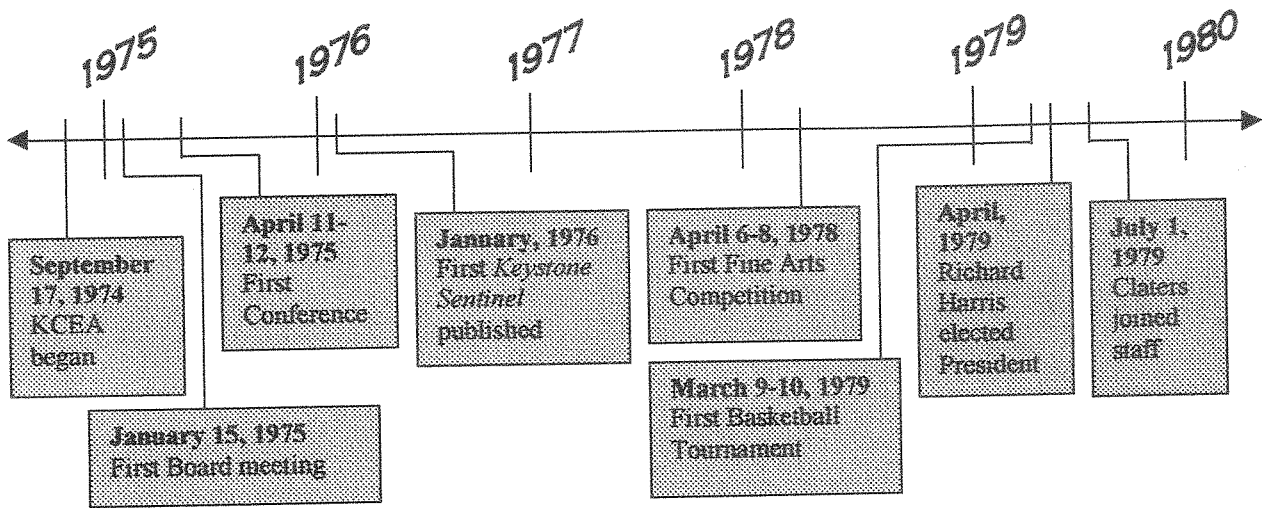 1975
1976
1977
1978
1979
1980
September
17, 1974
KCEA
began
January 15, 1975
First Board meeting
April 11-
12, 1975
First
Conference
January, 1976
First Keystone
Sentinel
published
April 6-8, 1978
First Fine Arts
Competition
March 9-10, 1979
First Basketball
Tournament
April,
1979
Richard
Harris
elected
President
July 1,
1979
Claters
joined
staff